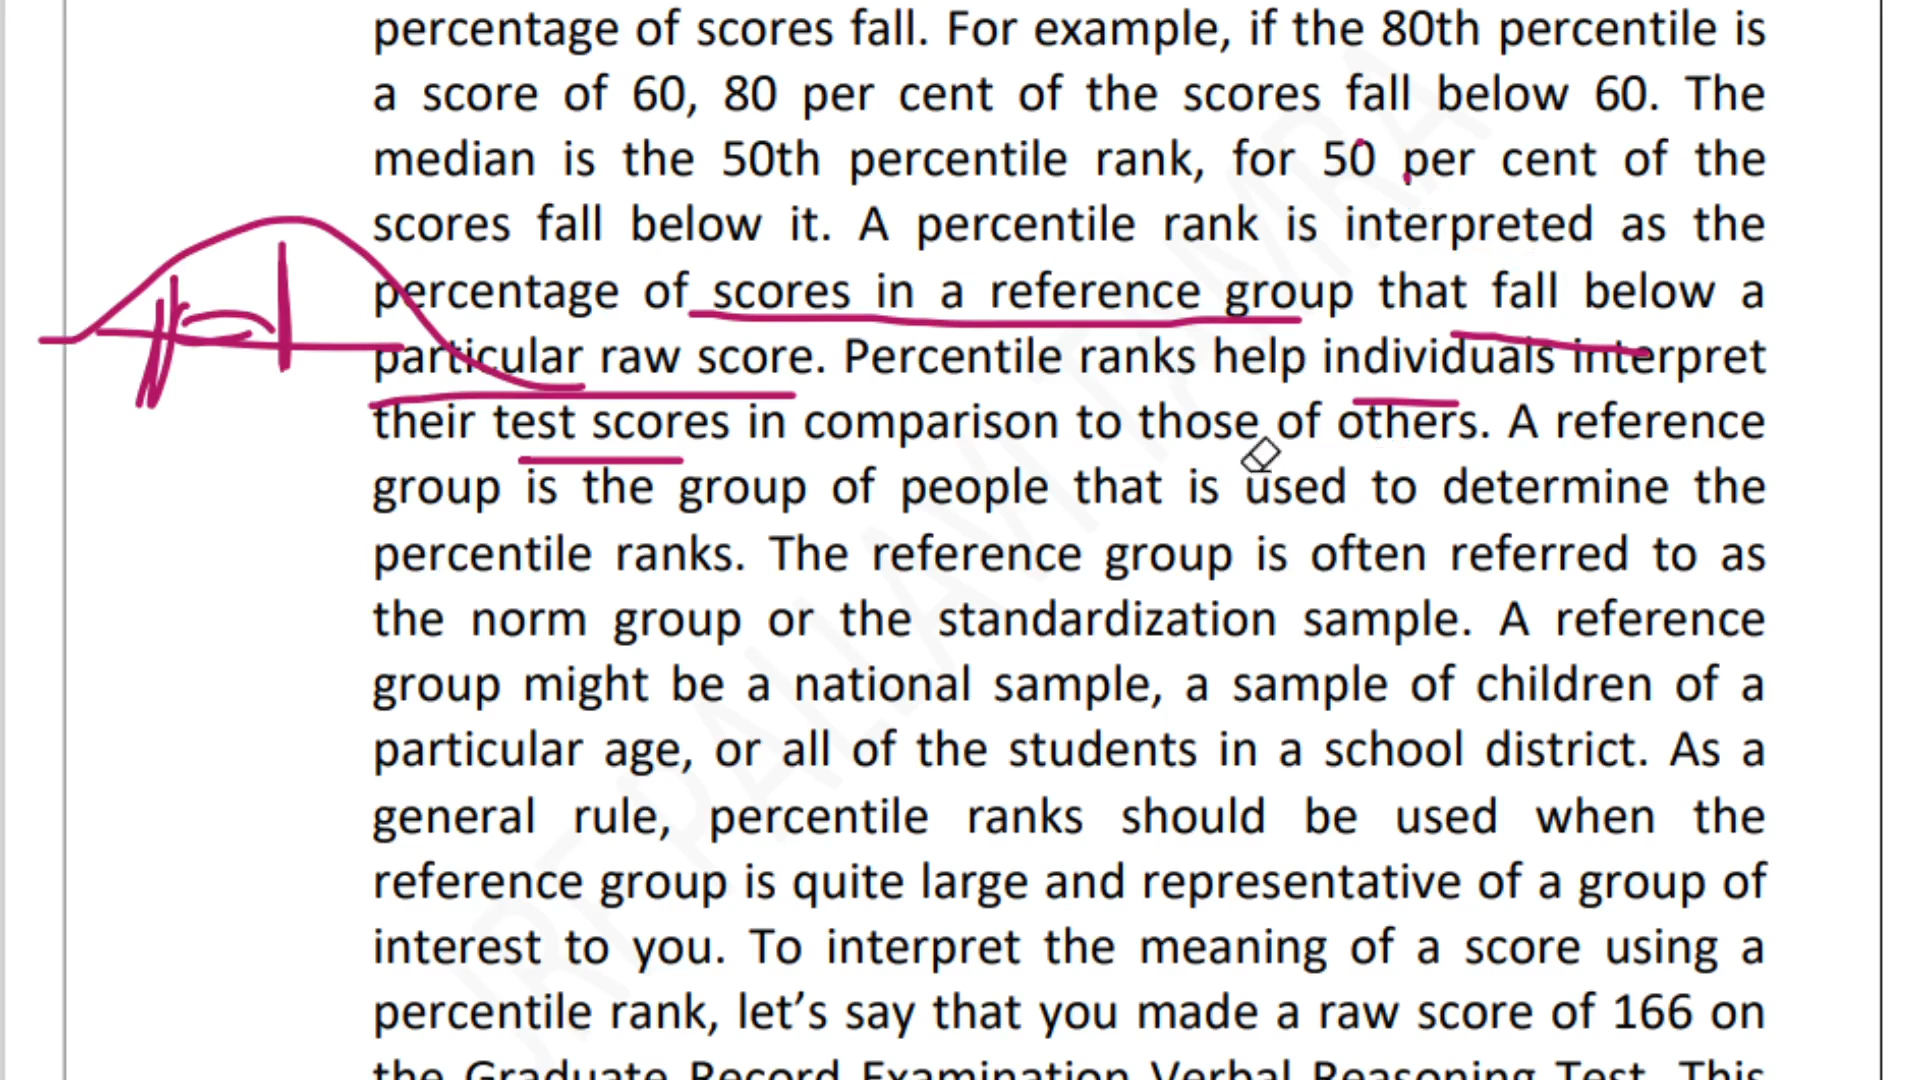 percentage of scores fall. For example, if the 80th percentile is
a score of 60, 80 per cent of the scores fall below 60. The
median is the 50th percentile rank, for 50 per cent of the
scores fall below it. A percentile rank is interpreted as the
percentage of scores in a reference group that fall below a
particular raw score. Percentile ranks help individuals interpret
their test scores in comparison to those of others. A reference
group is the group of people that is used to determine the
percentile ranks. The reference group is often referred to as
the norm group or the standardization sample. A reference
group might be a national sample, a sample of children of a
particular age, or all of the students in a school district. As a
general rule, percentile ranks should be used when the
reference group is quite large and representative of a group of
interest to you. To interpret the meaning of a score using a
percentile rank, let’s say that you made a raw score of 166 on
the Graduate Record Examination Verbal Reasoning Test. This